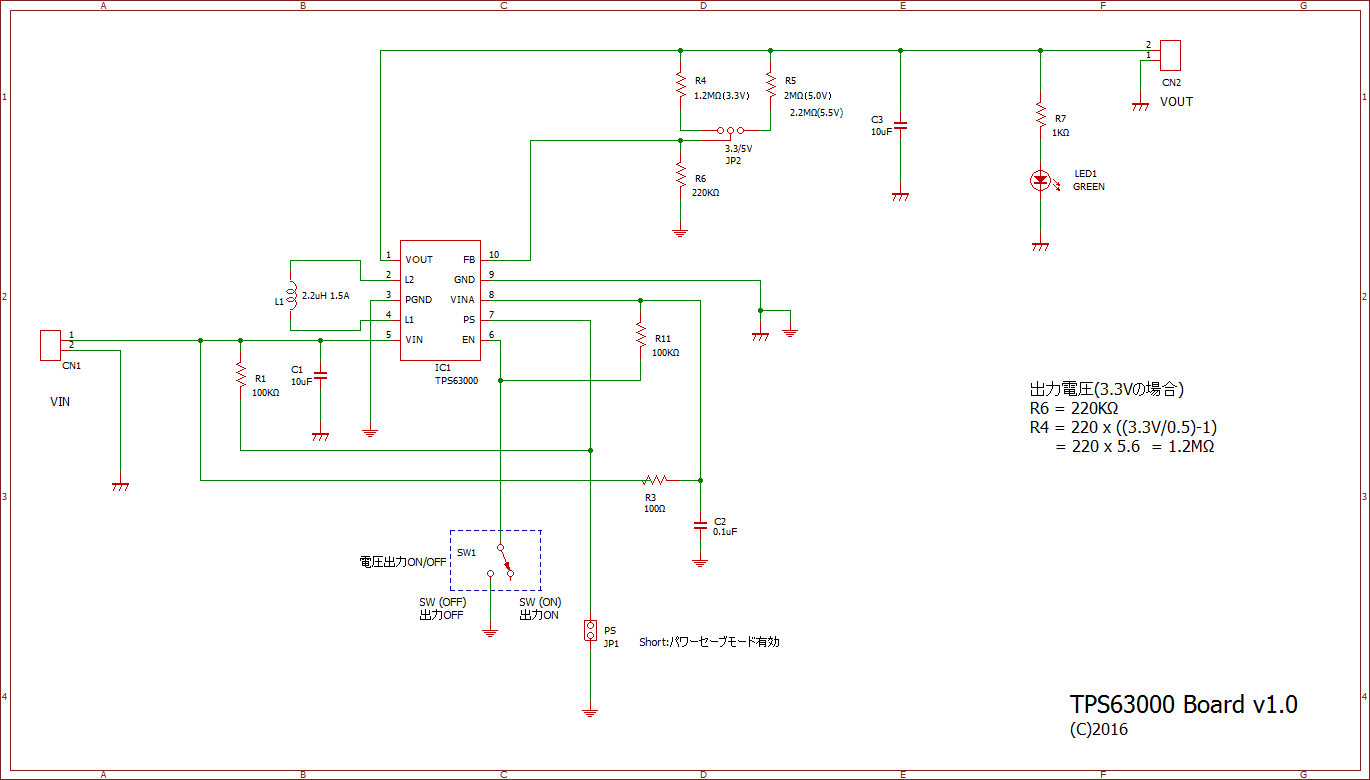 A B C D E F G
1
1
2
1
CN2
VOUT
R4
1.2MΩ(3.3V)
R5
2MΩ(5.0V)
2.2MΩ(5.5V)
3.3/5V
JP2
C3
10uF
R7
1KΩ
LED1
GREEN
R6
220KΩ
2
2
1 VOUT FB 10
2 L2 GND 9
3 PGND VINA 8
4 L1 PS 7
5 VIN EN 6
IC1
TPS63000
L1 2.2uH 1.5A
1
2
CN1
VIN
R1
100KΩ
C1
10uF
R11
100KΩ
出力電圧(3.3Vの場合)
R6 = 220KΩ
R4 = 220 x ((3.3V/0.5)-1)
= 220 x 5.6 = 1.2MΩ
3
3
R3
100Ω
C2
0.1uF
電圧出力ON/OFF
SW1
SW (OFF)
出力OFF
SW (ON)
出力ON
PS
JP1
Short:パワーセーブモード有効
4
4
TPS63000 Board v1.0
(C)2016
A B C D E F G